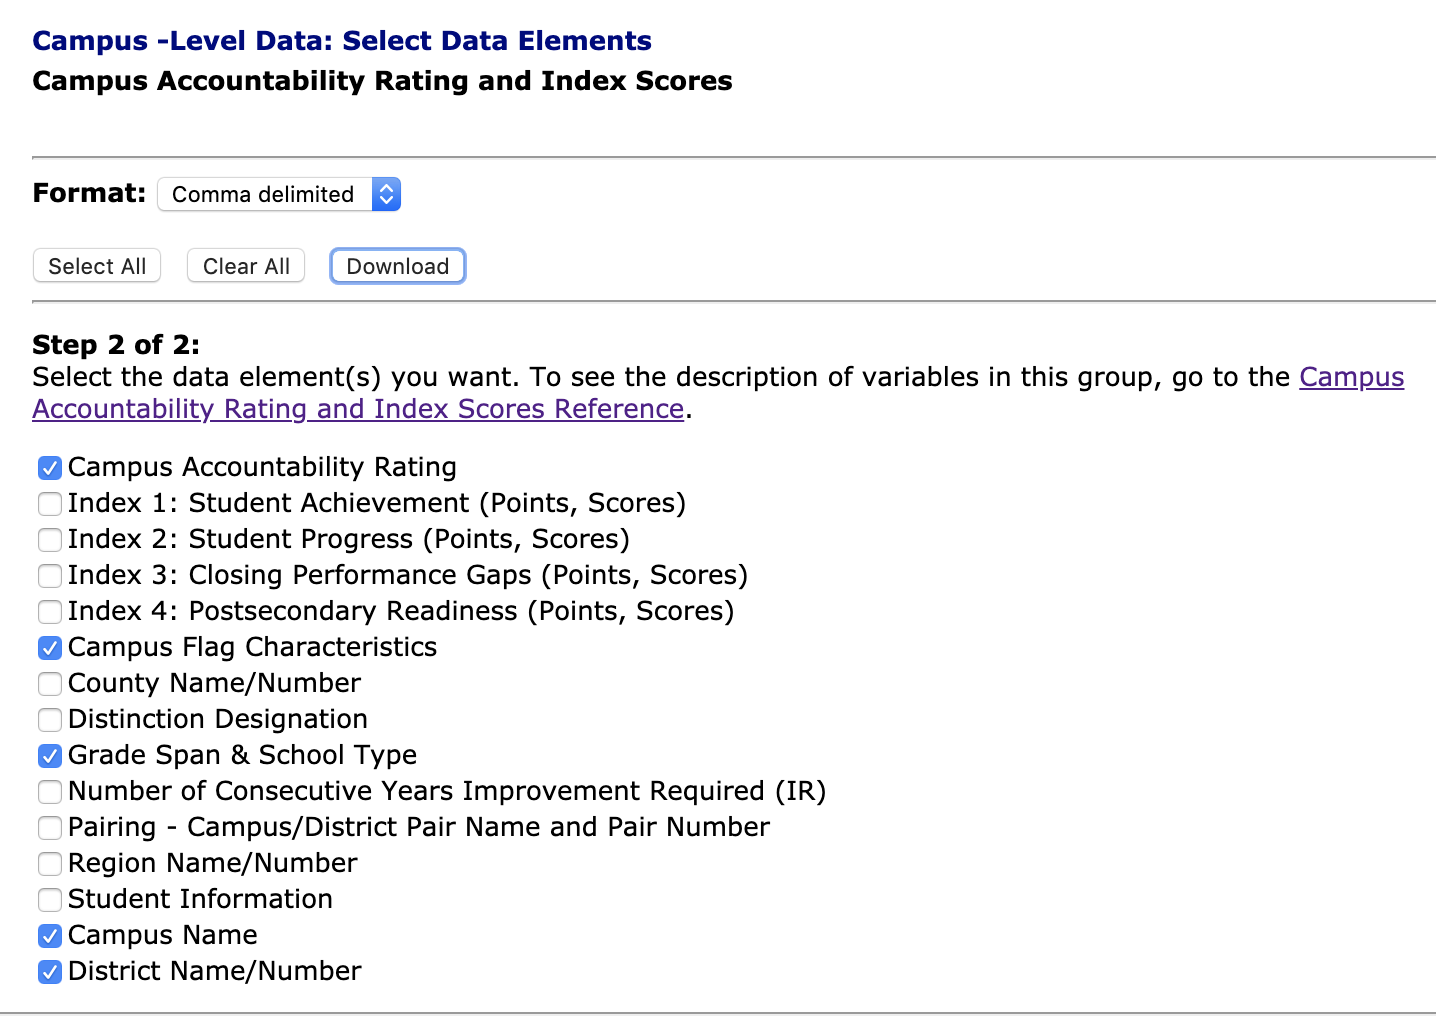 Campus -Level Data: Select Data Elements
Campus Accountability Rating and Index Scores
Format: Comma delimited
Select All Clear All Download
Step 2 of 2:
Select the data element(s) you want. To see the description of variables in this group, go to the Campus
Accountability Rating and Index Scores Reference.
Campus Accountability Rating
Index 1: Student Achievement (Points, Scores)
Index 2: Student Progress (Points, Scores)
Index 3: Closing Performance Gaps (Points, Scores)
Index 4: Postsecondary Readiness (Points, Scores)
Campus Flag Characteristics
County Name/Number
Distinction Designation
Grade Span & School Type
Number of Consecutive Years Improvement Required (IR)
Pairing - Campus/District Pair Name and Pair Number
Region Name/Number
Student Information
Campus Name
District Name/Number